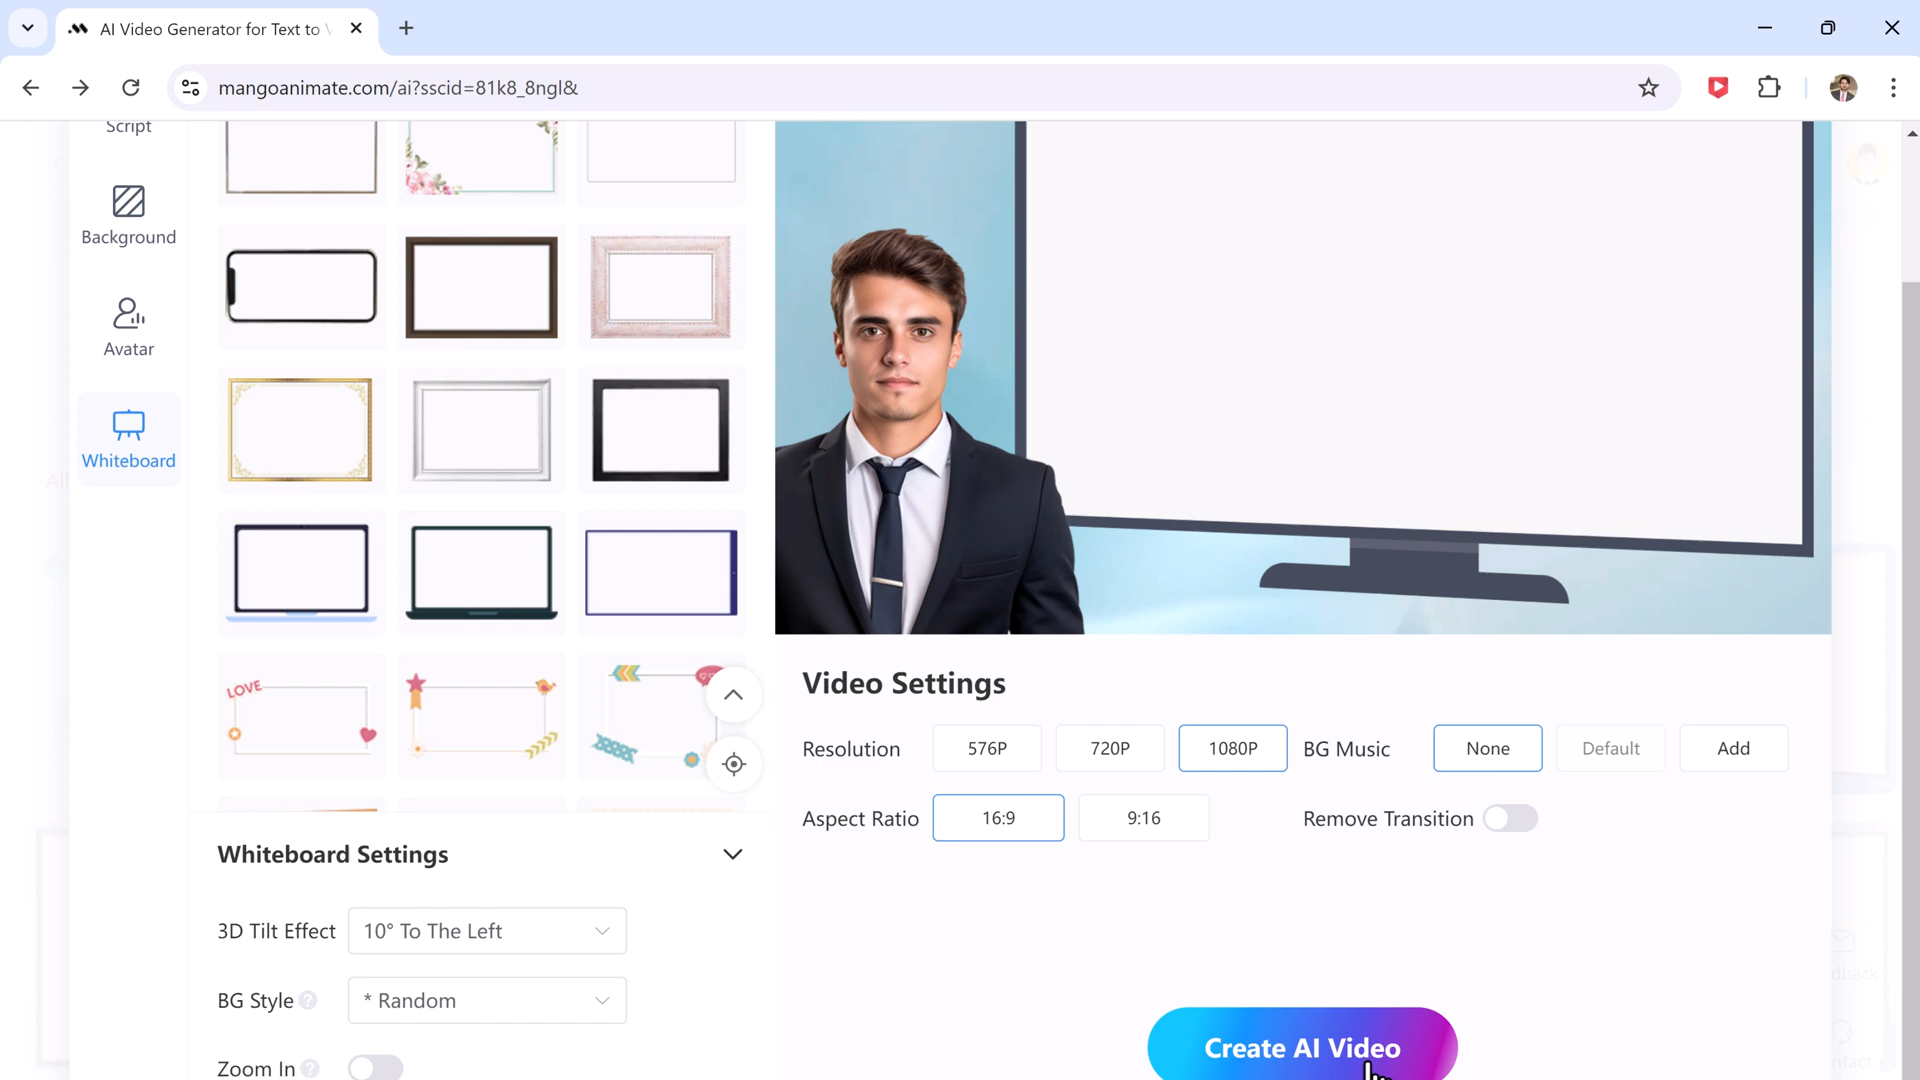 AI Video Generator for Text to V
mangoanimate.com/ai?sscid=81k8_8ngl&
Script
Background
Avatar
Whiteboard
All
LOVE
Whiteboard Settings
3D Tilt Effect
10° To The Left
BG Style
?
* Random
Zoom In
?
Video Settings
Resolution
576P
720P
1080P
BG Music
None
Default
Add
Aspect Ratio
16:9
9:16
Remove Transition
Create AI Video